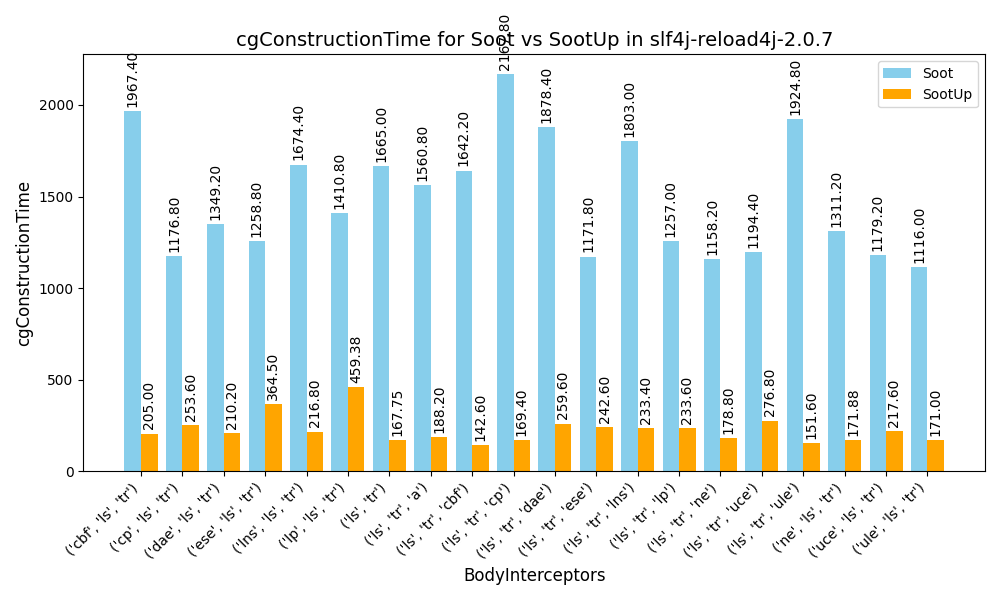 cgConstructionTime for Soot vs SootUp in slf4j-reload4j-2.0.7
Soot
SootUp
cgConstructionTime
2000
1500
1000
500
0
1967.40
205.00
1176.80
253.60
1349.20
210.20
1258.80
364.50
1674.40
216.80
1410.80
459.38
1665.00
167.75
1560.80
188.20
1642.20
142.60
169.40
1878.40
259.60
1171.80
242.60
1803.00
233.40
1257.00
233.60
1158.20
178.80
1194.40
276.80
1924.80
151.60
1311.20
171.88
1179.20
217.60
1116.00
171.00
('cbf', 'ls', 'tr')
('cp', 'ls', 'tr')
('dae', 'ls', 'tr')
('ese', 'ls', 'tr')
('lns', 'ls', 'tr')
('lp', 'ls', 'tr')
('ls', 'tr')
('ls', 'tr', 'a')
('ls', 'tr', 'cbf')
('ls', 'tr', 'cp')
('ls', 'tr', 'dae')
('ls', 'tr', 'ese')
('ls', 'tr', 'lns')
('ls', 'tr', 'lp')
('ls', 'tr', 'ne')
('ls', 'tr', 'uce')
('ls', 'tr', 'ule')
('ne', 'ls', 'tr')
('uce', 'ls', 'tr')
('ule', 'ls', 'tr')
BodyInterceptors